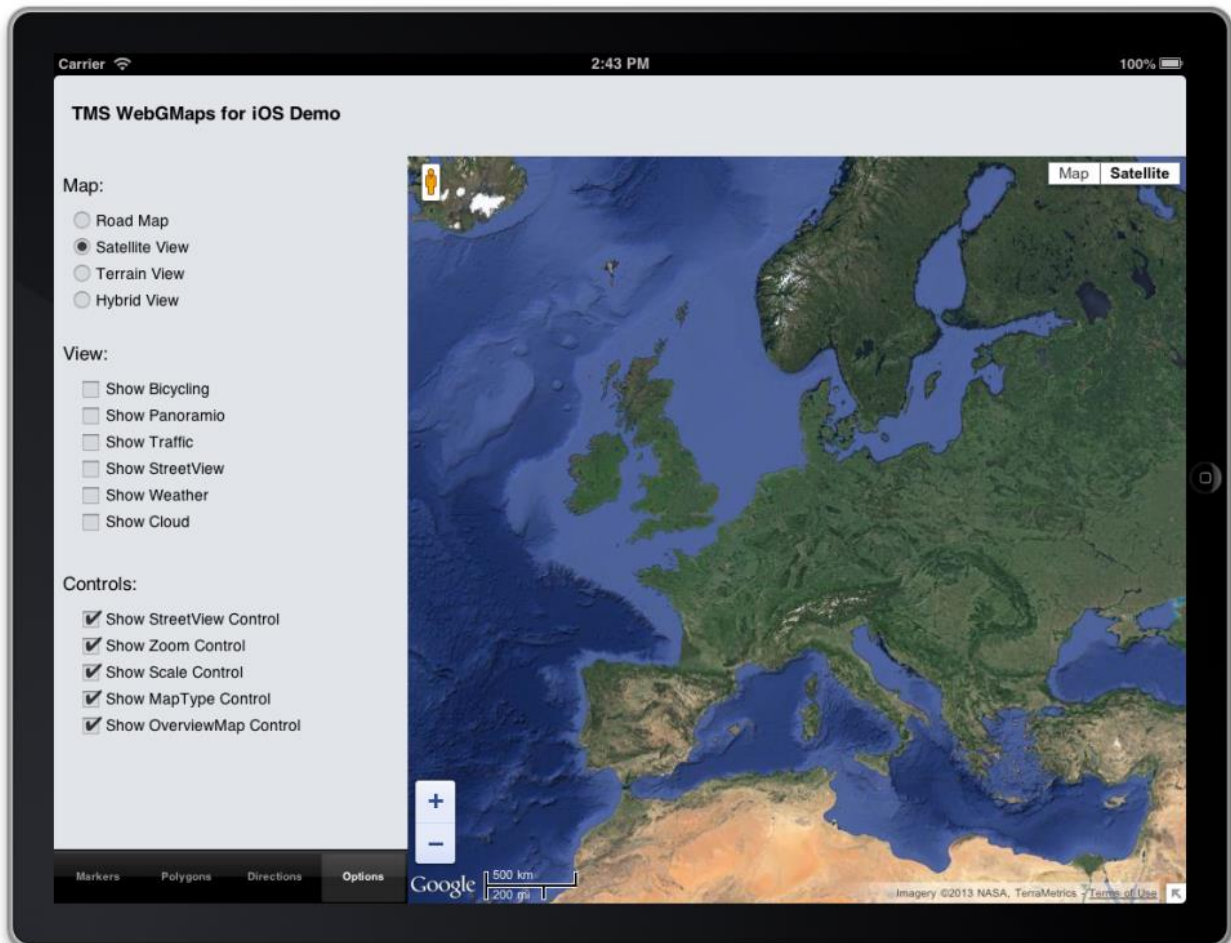 Carrier
2:43 PM
100%
TMS WebGMaps for iOS Demo
Map:
Road Map
Satellite View
Terrain View
Hybrid View
View:
Show Bicycling
Show Panoramio
Show Traffic
Show StreetView
Show Weather
Show Cloud
Controls:
Show StreetView Control
Show Zoom Control
Show Scale Control
Show MapType Control
Show OverviewMap Control
Markers Polygons Directions Options
Map Satellite
+
−
Google
500 km
200 mi
Imagery ©2013 NASA, TerraMetrics - Terms of Use